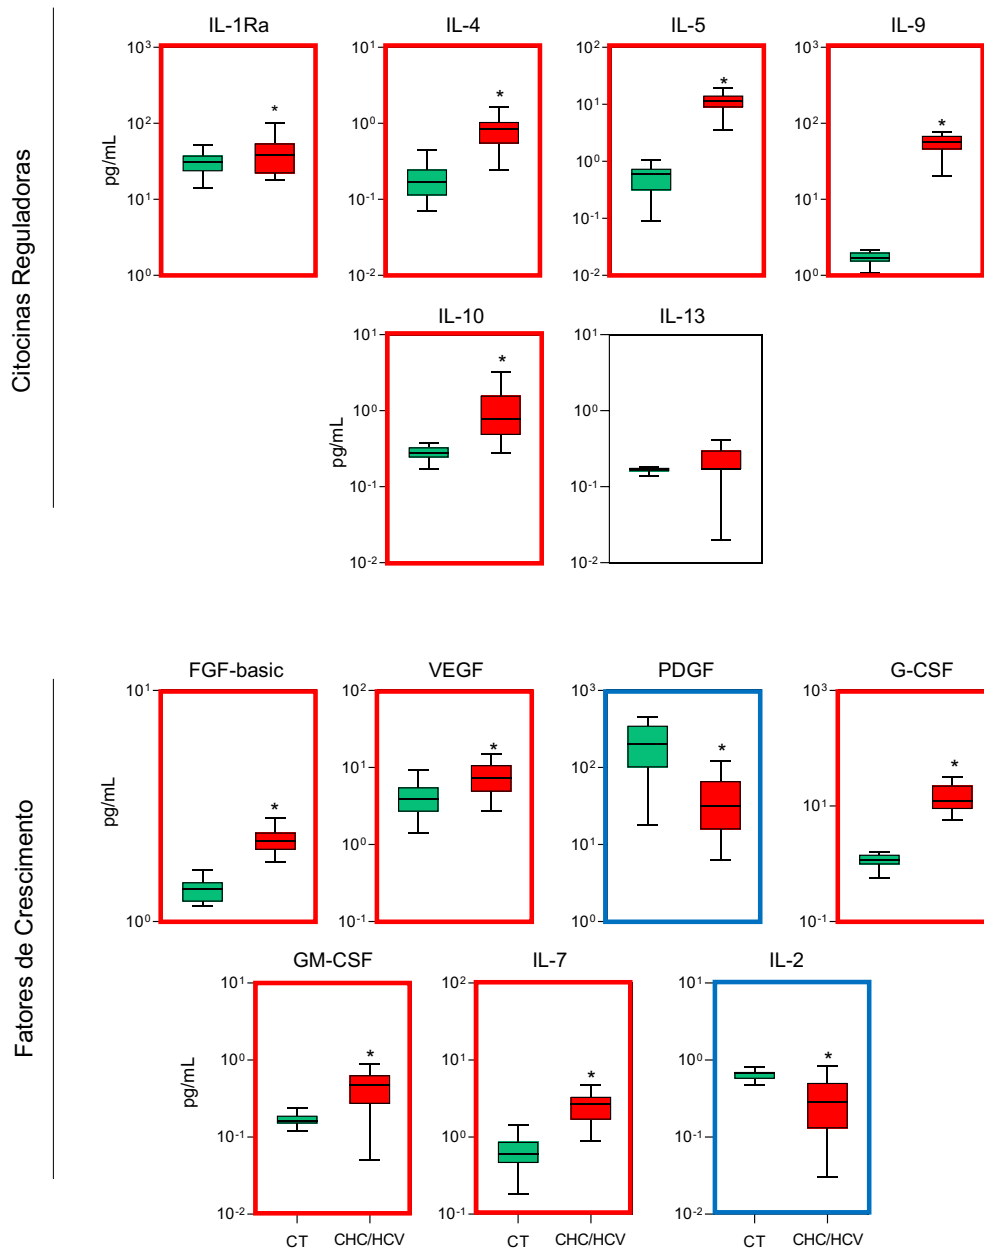 Citocinas Reguladoras
IL-1Ra
IL-4
IL-5
IL-9
pg/mL
10³
10²
10¹
10⁰
10¹
10⁰
10⁻¹
10⁻²
10²
10¹
10⁰
10⁻¹
10⁻²
10³
10²
10¹
10⁰
*
*
*
*
IL-10
IL-13
pg/mL
10¹
10⁰
10⁻¹
10⁻²
10¹
10⁰
10⁻¹
10⁻²
*
Fatores de Crescimento
FGF-basic
VEGF
PDGF
G-CSF
pg/mL
10¹
10⁰
10²
10¹
10⁰
10⁻¹
10³
10²
10¹
10⁰
10³
10¹
10⁻¹
*
*
*
*
GM-CSF
IL-7
IL-2
pg/mL
10¹
10⁰
10⁻¹
10⁻²
10²
10¹
10⁰
10⁻¹
10¹
10⁰
10⁻¹
10⁻²
*
*
*
CT
CHC/HCV
CT
CHC/HCV
CT
CHC/HCV